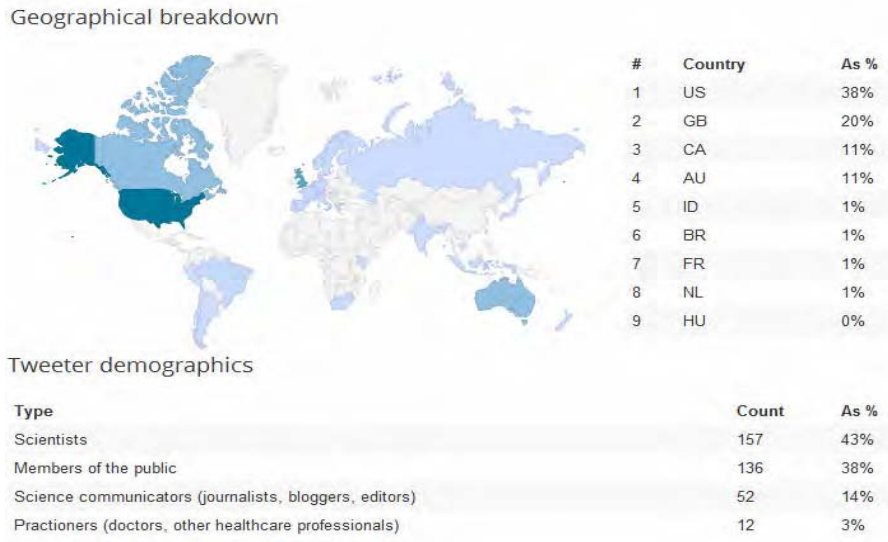 Geographical breakdown
# Country As %
1 US 38%
2 GB 20%
3 CA 11%
4 AU 11%
5 ID 1%
6 BR 1%
7 FR 1%
8 NL 1%
9 HU 0%
Tweeter demographics
Type Count As %
Scientists 157 43%
Members of the public 136 38%
Science communicators (journalists, bloggers, editors) 52 14%
Practioners (doctors, other healthcare professionals) 12 3%